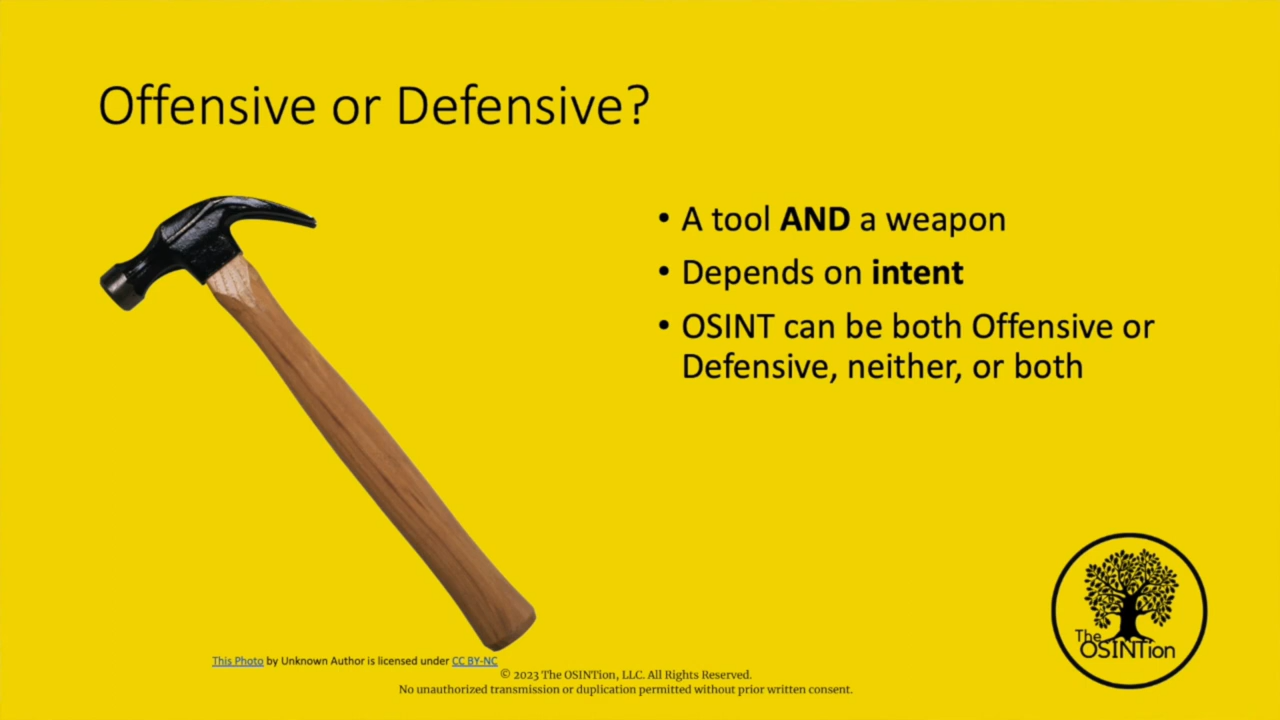 Offensive or Defensive?
• A tool AND a weapon
• Depends on intent
• OSINT can be both Offensive or
Defensive, neither, or both
The
OSINTion
This Photo by Unknown Author is licensed under CC BY-NC
© 2023 The OSINTion, LLC. All Rights Reserved.
No unauthorized transmission or duplication permitted without prior written consent.